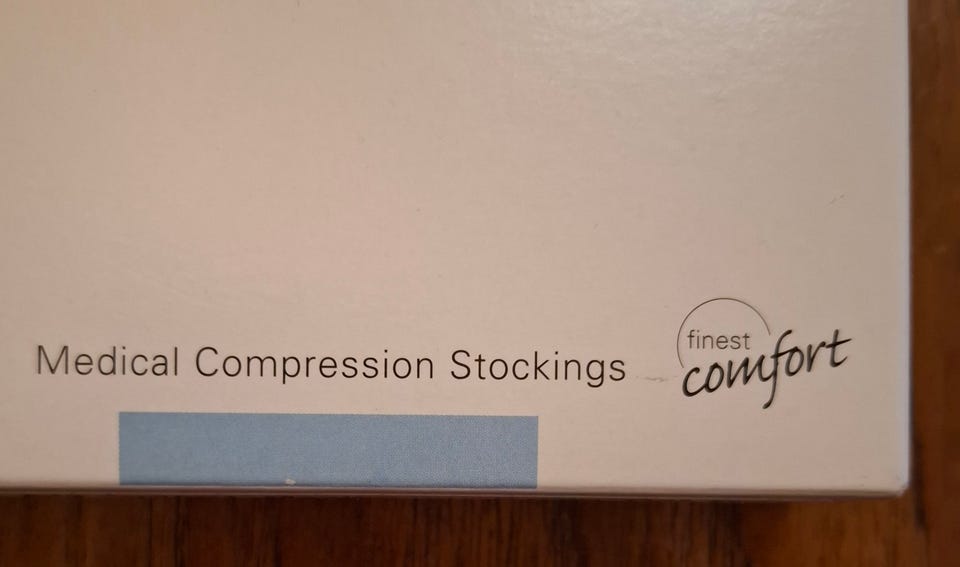 Medical Compression Stockings
finest
comfort